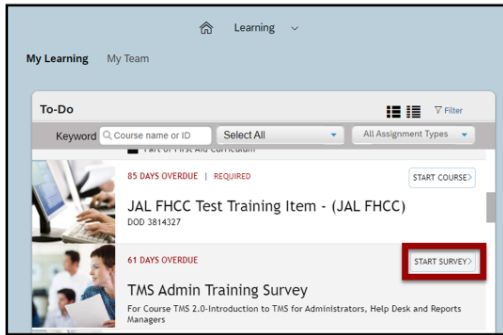 Learning
My Learning My Team
To-Do Filter
Keyword Course name or ID Select All All Assignment Types
Part of First Aid Curriculum
85 DAYS OVERDUE | REQUIRED START COURSE>
JAL FHCC Test Training Item - (JAL FHCC)
DOD 3814327
61 DAYS OVERDUE START SURVEY>
TMS Admin Training Survey
For Course TMS 2.0-Introduction to TMS for Administrators, Help Desk and Reports
Managers